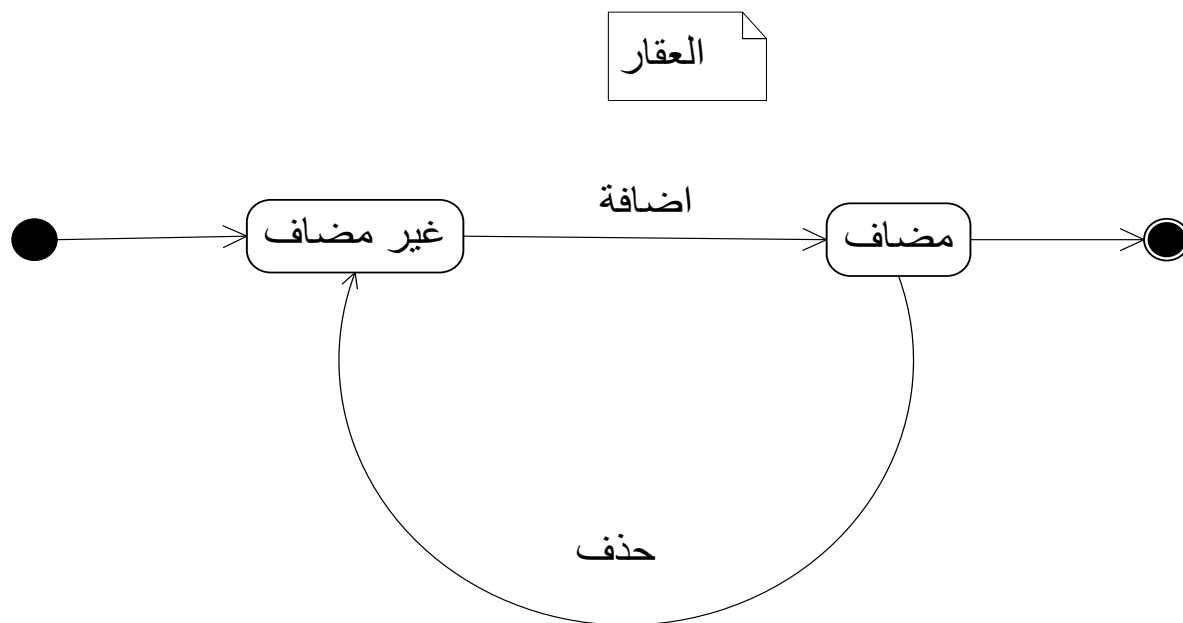 العقار
اضافة
غير مضاف
مضاف
حذف